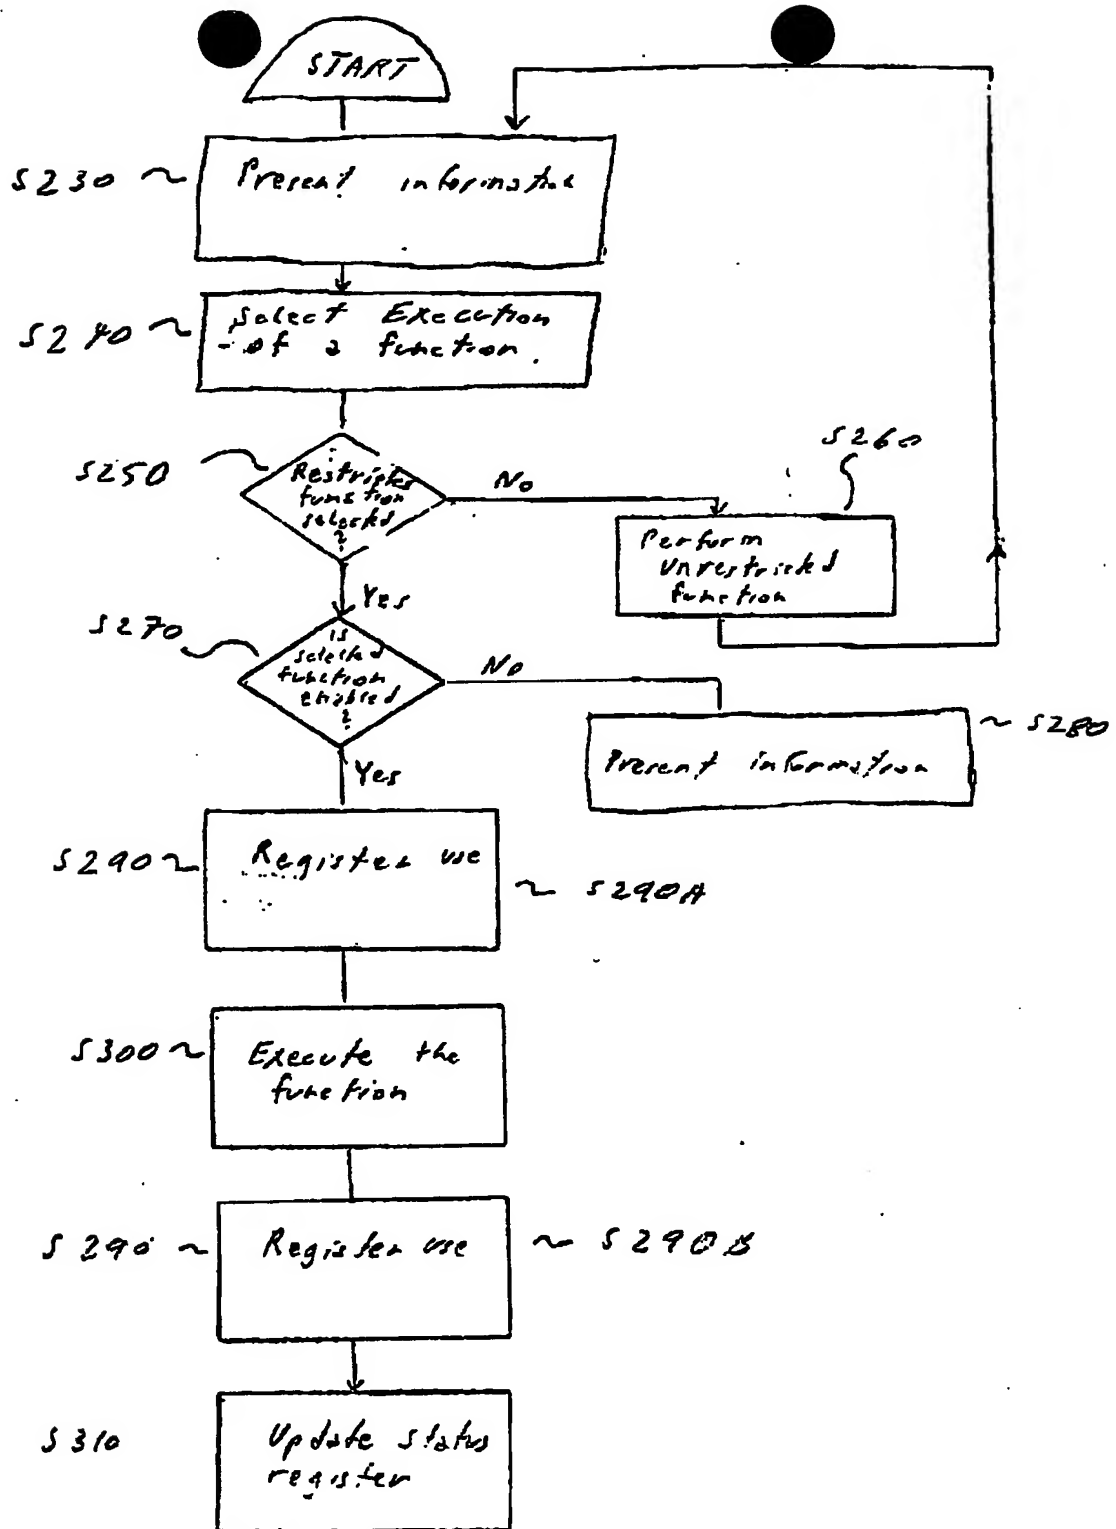 START
S230
Present information
S240
Select Execution
of a function.
S250
Restricted
function
selected
?
No
S260
Perform
unrestricted
function
Yes
S270
is
selected
function
enabled
?
No
S280
Present information
Yes
S290
Register use
S290A
S300
Execute the
function
S290
Register use
S290B
S310
Update status
register